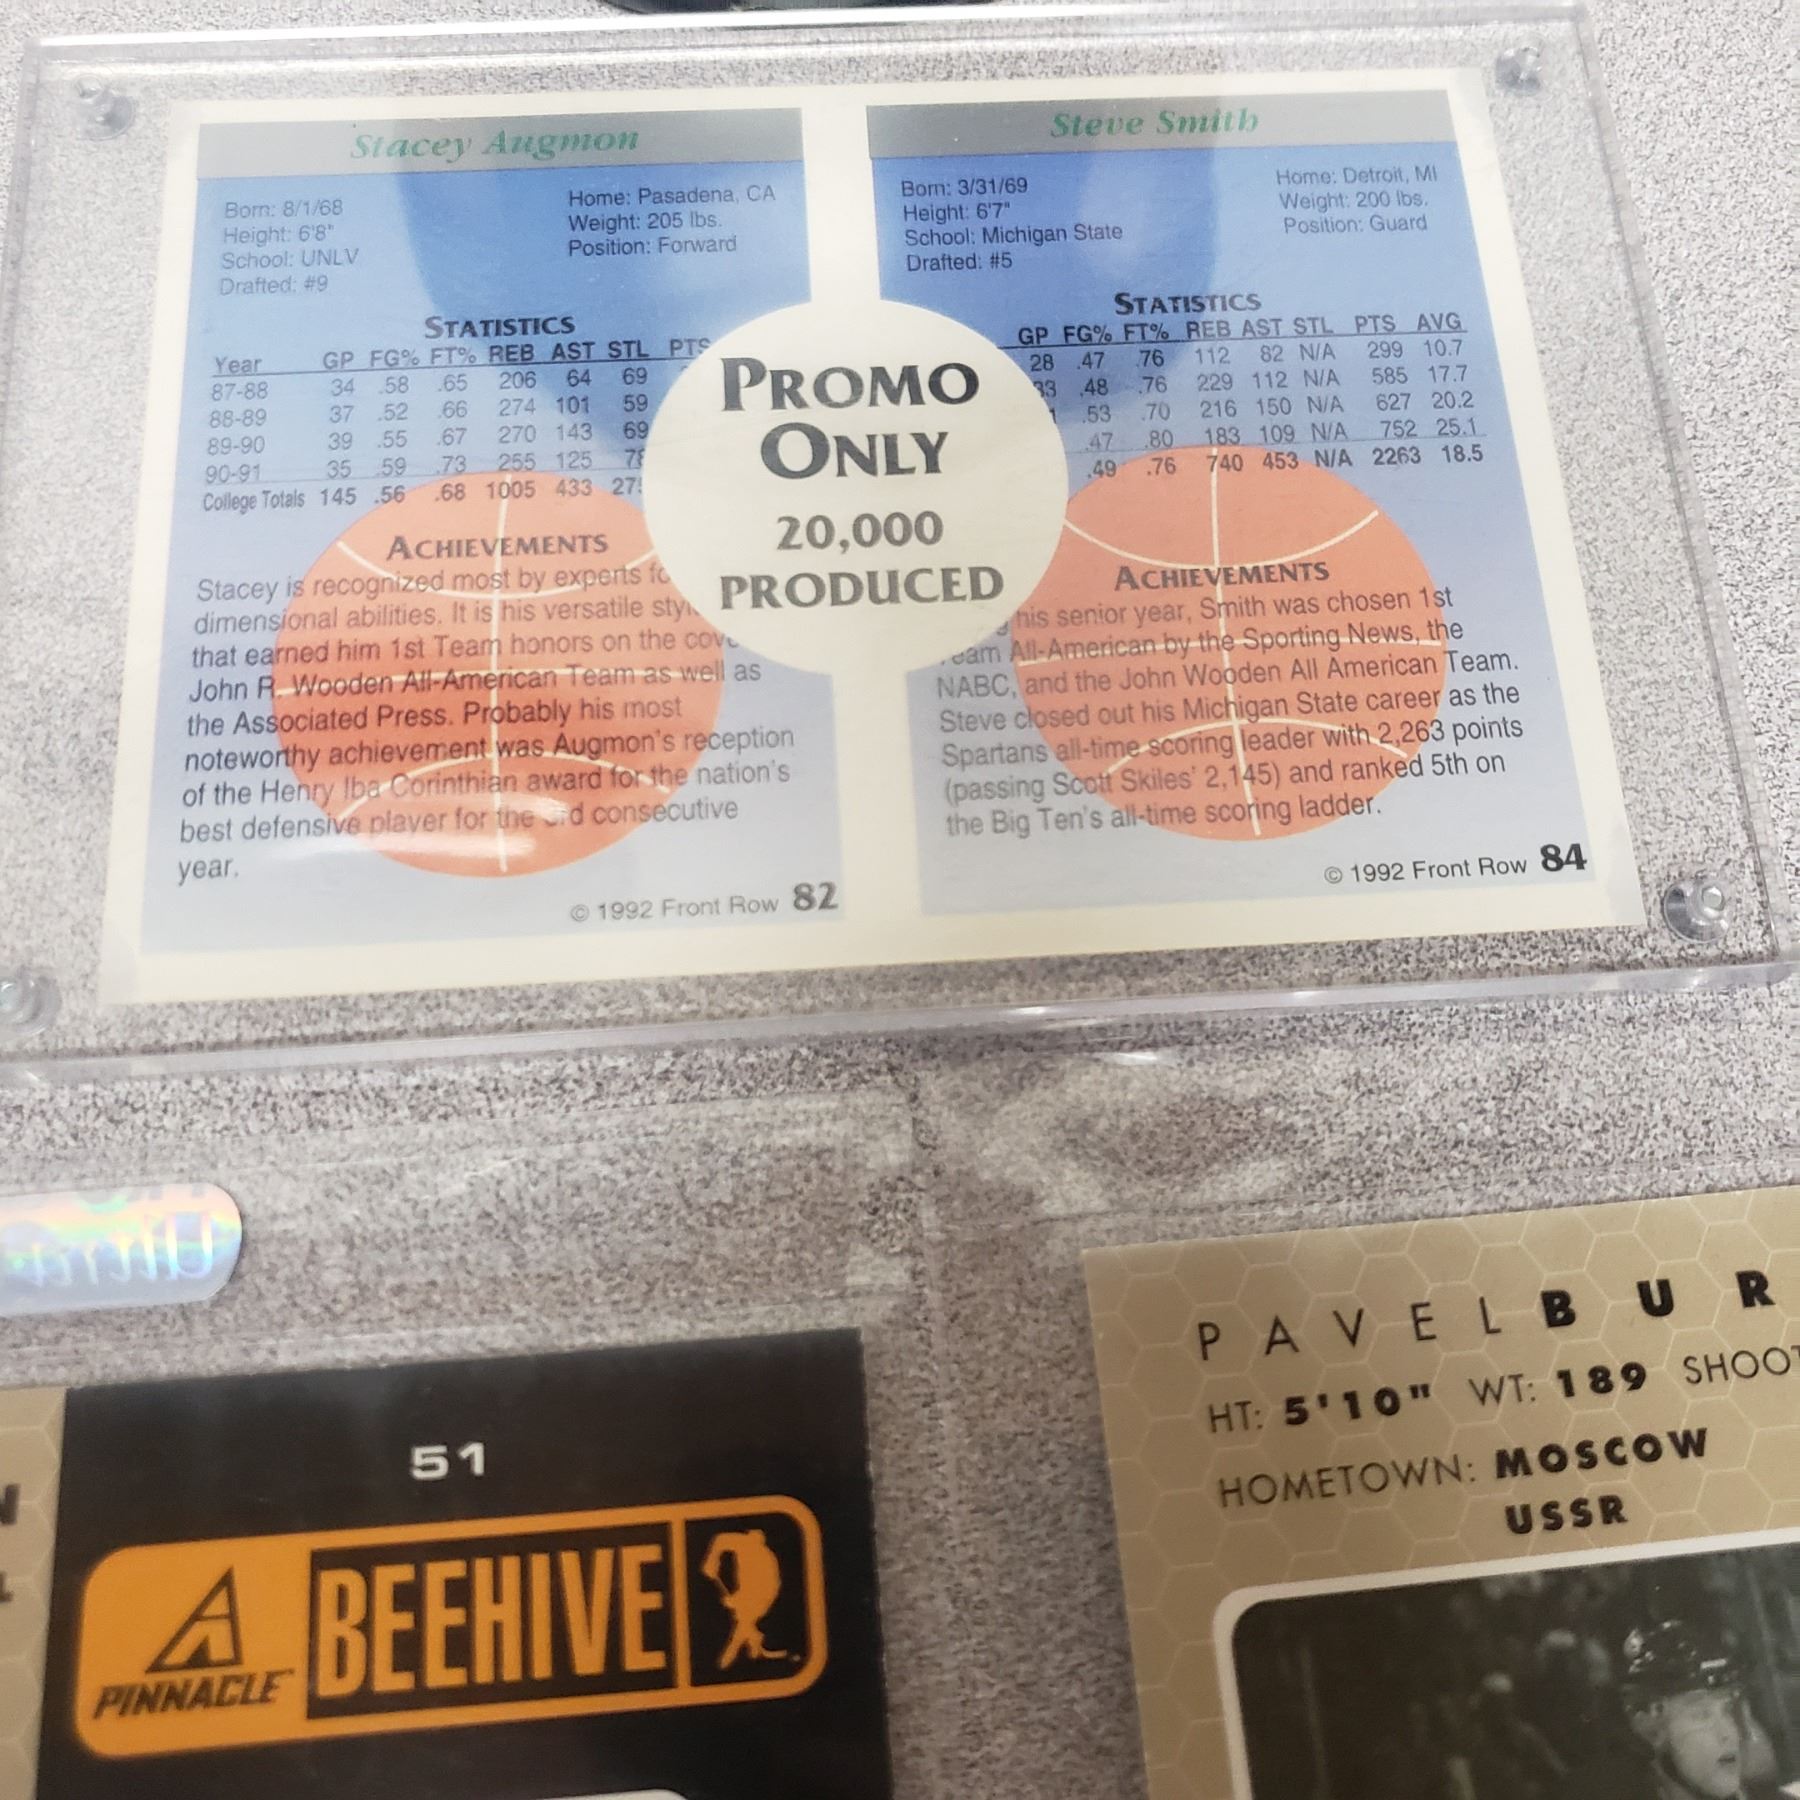 Stacey Augmon
Born: 8/1/68
Height: 6'8"
School: UNLV
Drafted: #9
Home: Pasadena, CA
Weight: 205 lbs.
Position: Forward
STATISTICS
Year GP FG% FT% REB AST STL PTS
87-88 34 .58 .65 206 64 69
88-89 37 .52 .66 274 101 59
89-90 39 .55 .67 270 143 69
90-91 35 .59 .73 255 125
College Totals 145 .56 .68 1005 433
ACHIEVEMENTS
Stacey is recognized most by experts
dimensional abilities. It is his versatile
that earned him 1st Team honors on the
John R. Wooden All-American Team as well as
the Associated Press. Probably his most
noteworthy achievement was Augmon's reception
of the Henry Iba Corinthian award for the nation's
best defensive player for the 3rd consecutive
year.
© 1992 Front Row 82
PROMO
ONLY
20,000
PRODUCED
Steve Smith
Born: 3/31/69
Height: 6'7"
School: Michigan State
Drafted: #5
Home: Detroit, MI
Weight: 200 lbs.
Position: Guard
STATISTICS
GP FG% FT% REB AST STL PTS AVG
28 .47 .76 112 82 N/A 299 10.7
33 .48 .76 229 112 N/A 585 17.7
.53 .70 216 150 N/A 627 20.2
.47 .80 183 109 N/A 752 25.1
.49 .76 740 453 N/A 2263 18.5
ACHIEVEMENTS
his senior year, Smith was chosen 1st
All-American by the Sporting News, the
NABC, and the John Wooden All American Team.
Steve closed out his Michigan State career as the
Spartans all-time scoring leader with 2,263 points
(passing Scott Skiles' 2,145) and ranked 5th on
the Big Ten's all-time scoring ladder.
© 1992 Front Row 84
51
PINNACLE BEEHIVE
PAVEL BUR
HT: 5'10" WT: 189 SHOOT
HOMETOWN: MOSCOW
USSR